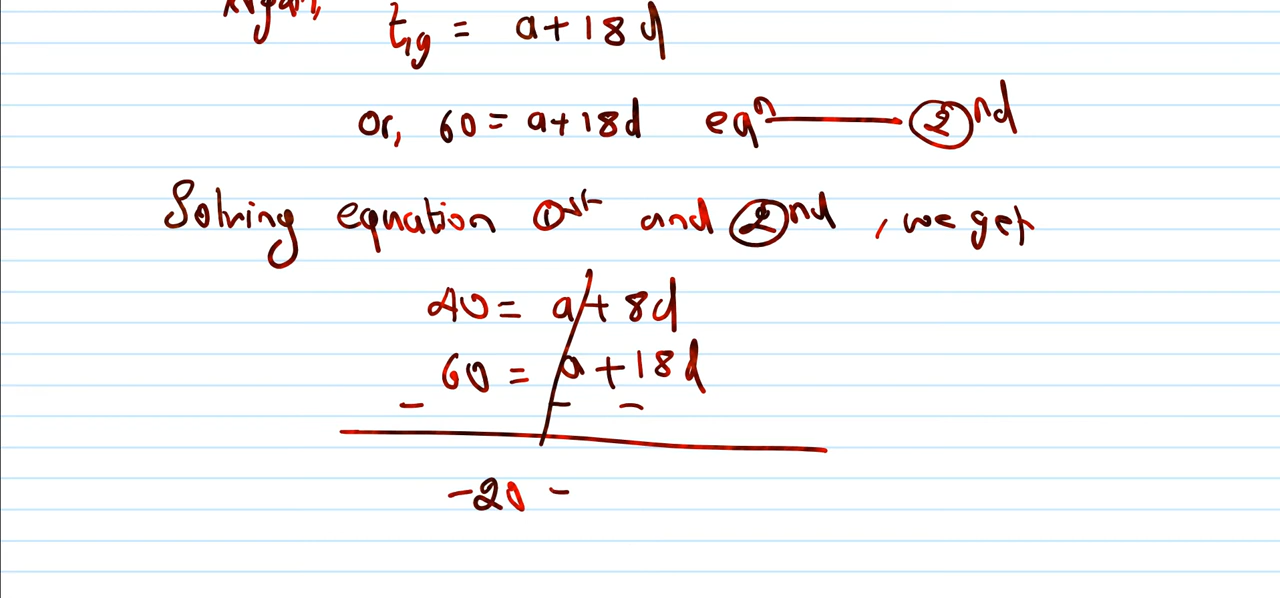 Again, t19 = a + 18d
or, 60 = a + 18d eqn 2nd
Solving equation 1st and 2nd , we get
40 = a + 8d
60 = a + 18d
- - -
-20 -